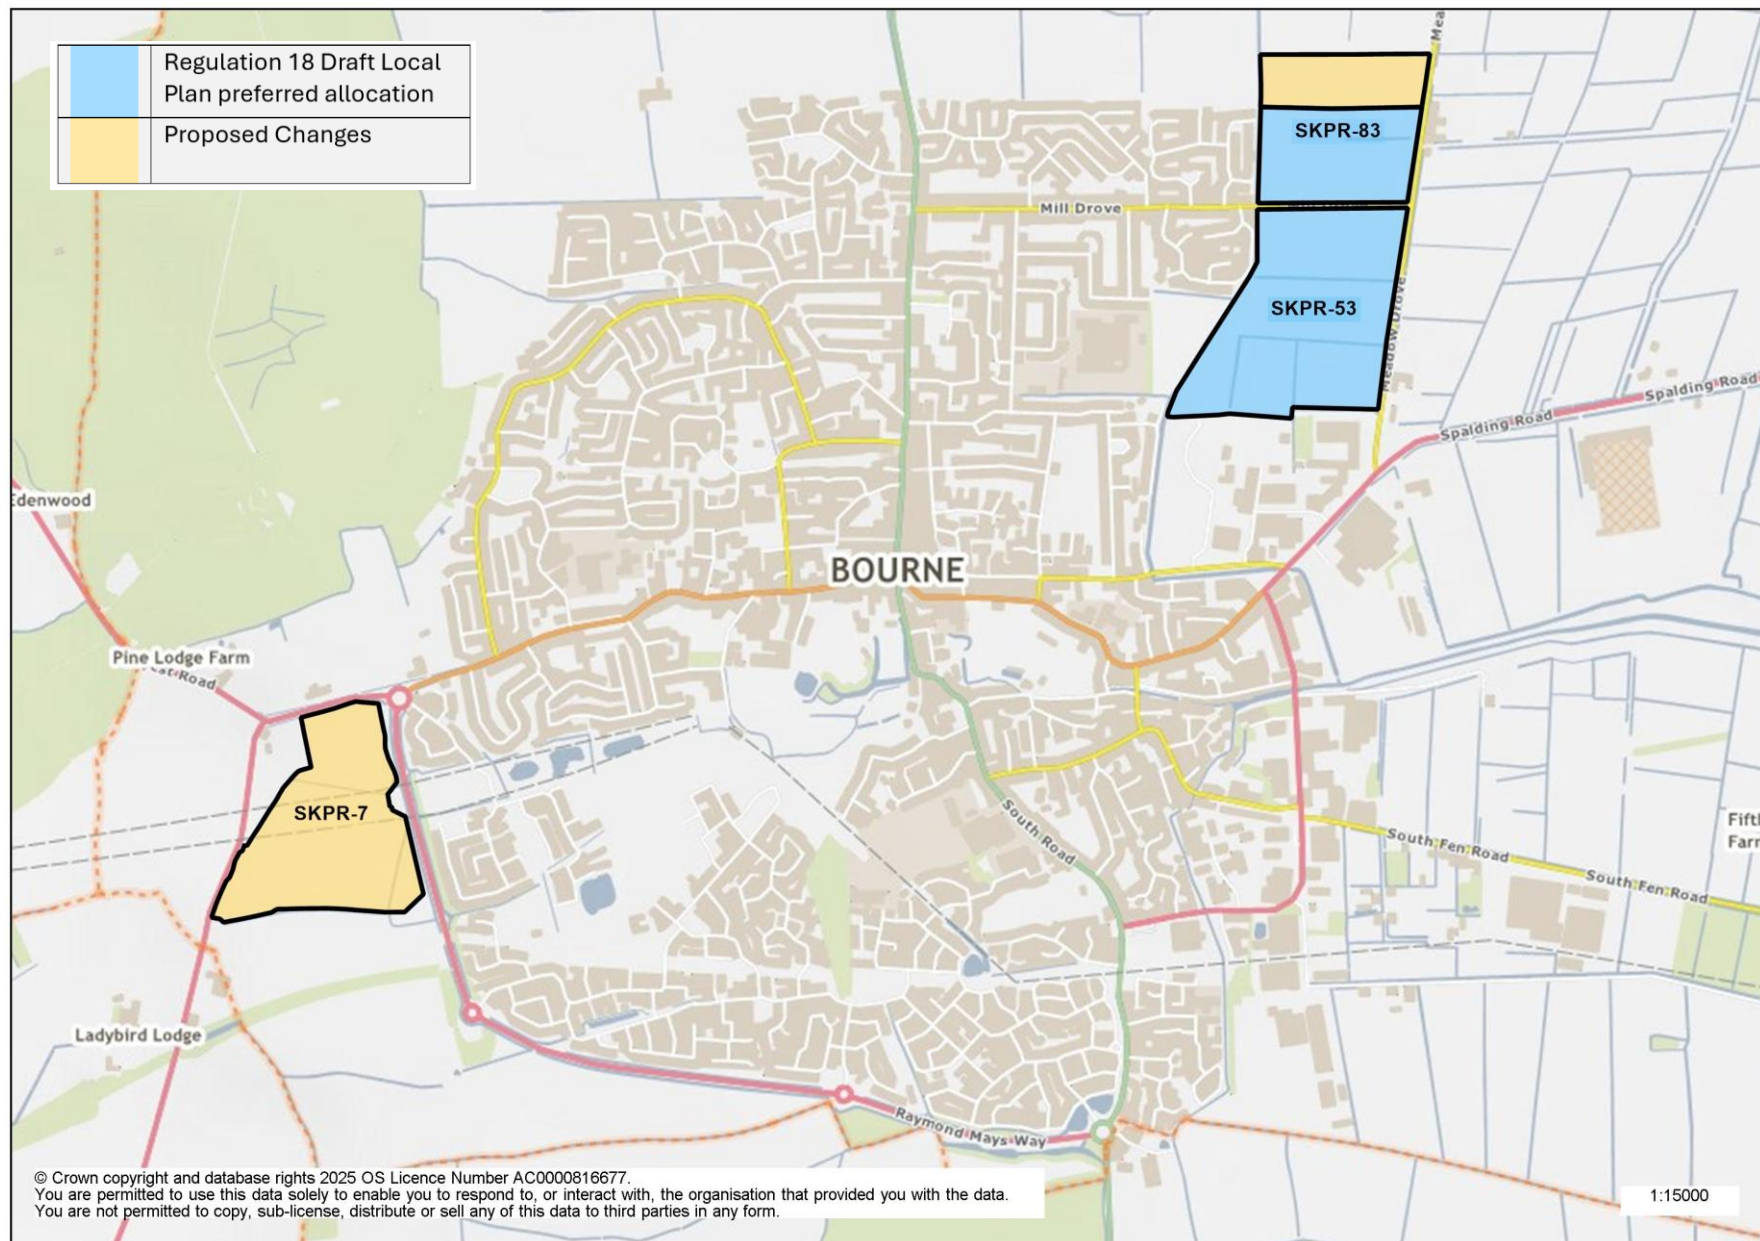 Regulation 18 Draft Local
Plan preferred allocation
Proposed Changes
Mea
SKPR-83
Mill Drove
SKPR-53
Meadow Drove
Spalding Road
Spalding Road
Edenwood
BOURNE
Pine Lodge Farm
Road
SKPR-7
South Road
South Fen Road
South Fen Road
Ladybird Lodge
Raymond Mays Way
© Crown copyright and database rights 2025 OS Licence Number AC0000816677.
You are permitted to use this data solely to enable you to respond to, or interact with, the organisation that provided you with the data.
You are not permitted to copy, sub-license, distribute or sell any of this data to third parties in any form.
1:15000